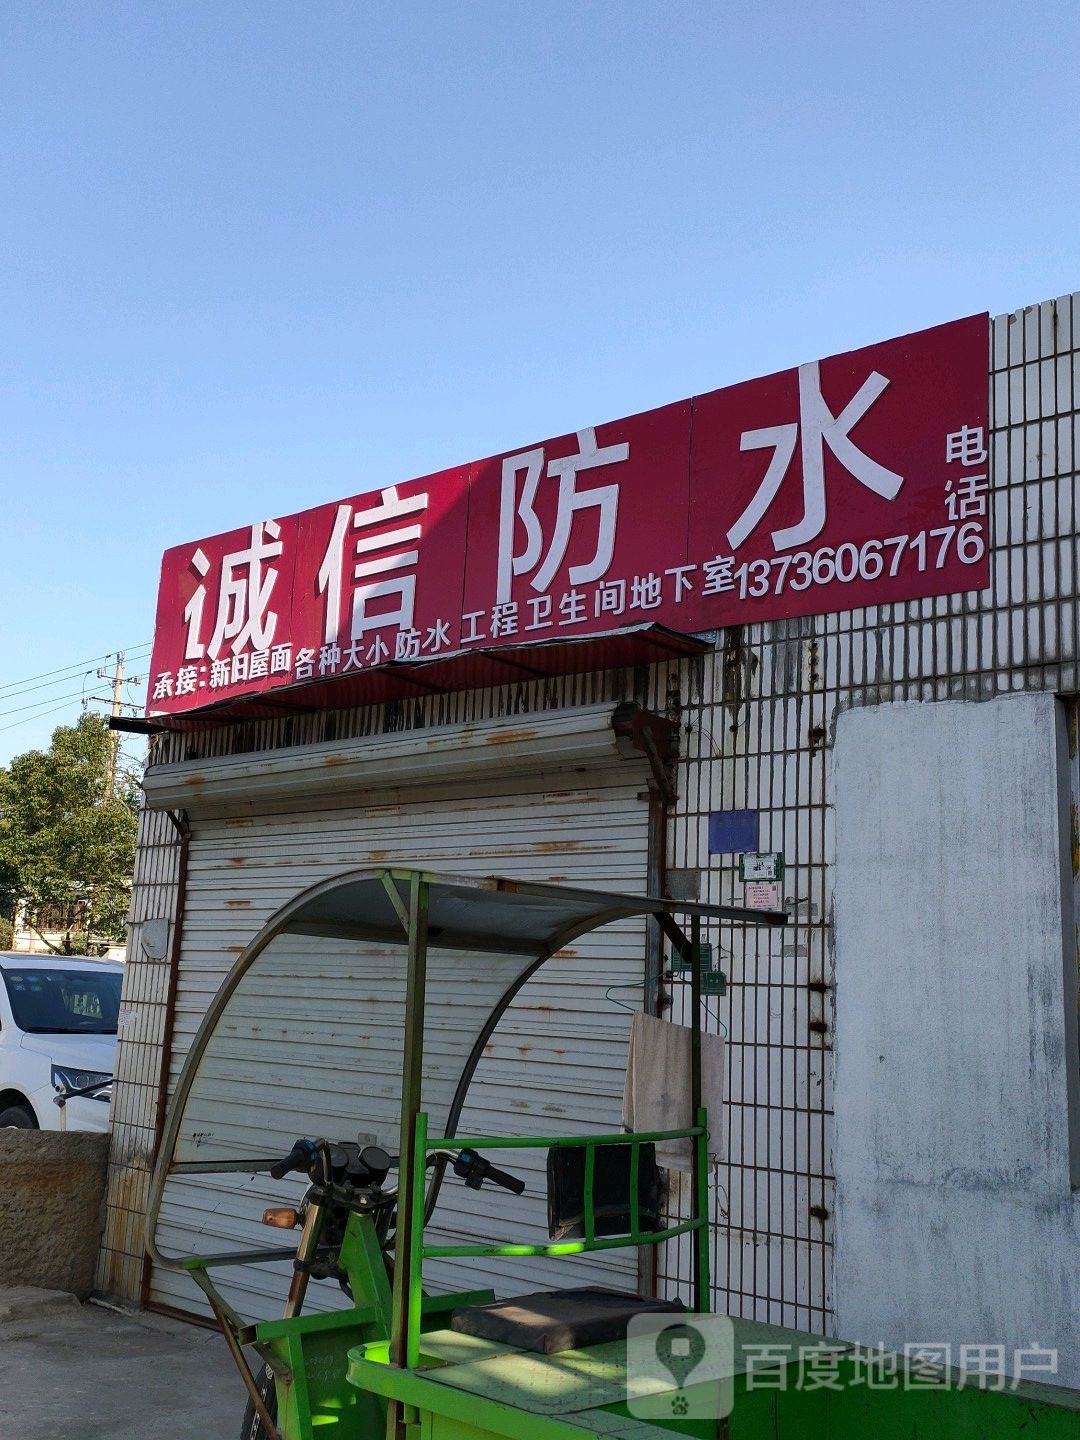 诚信防水
电话
承接：新旧屋面各种大小防水工程卫生间地下室13736067176
百度地图用户